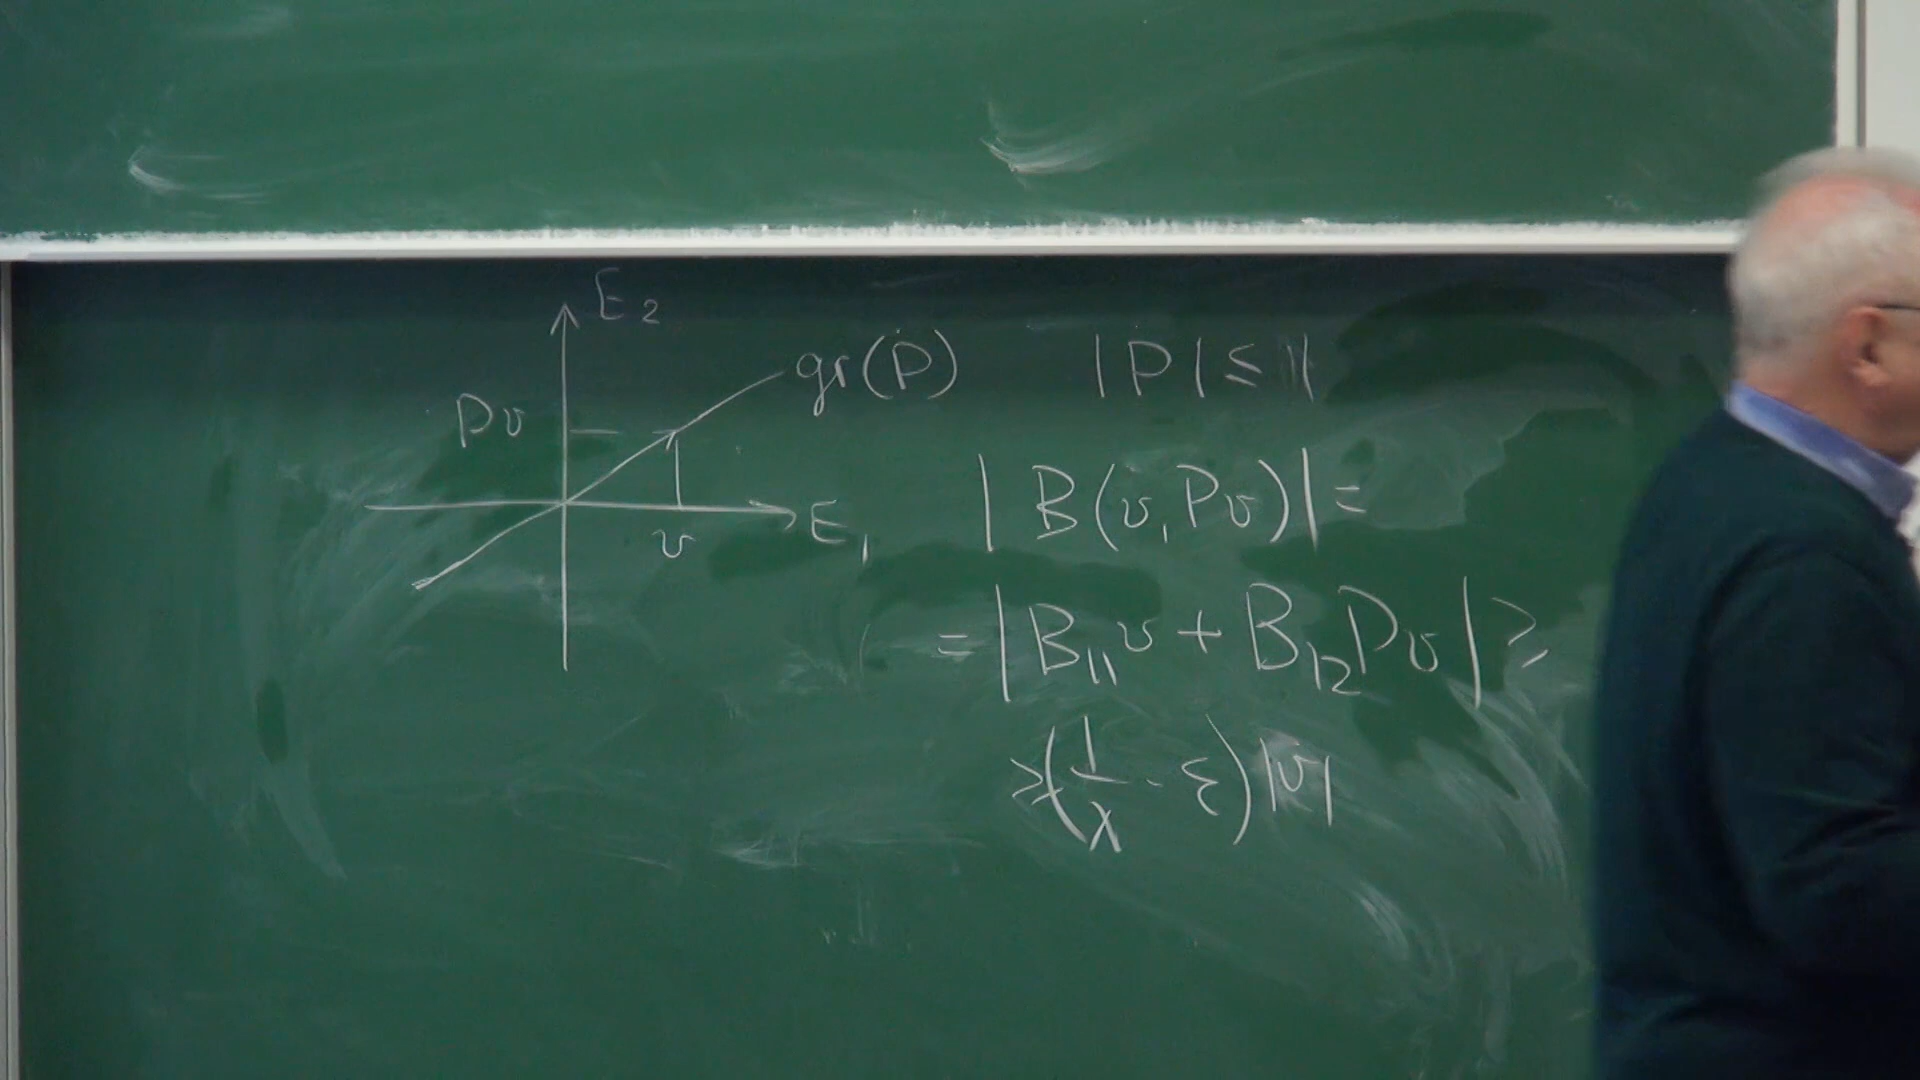 E₂
gr(P) |P| ≤ 1
Pv
E₁
v
|B(v, Pv)| =
= |B₁₁v + B₁₂Pv| ≥
≥ (1/λ - ε)|v|